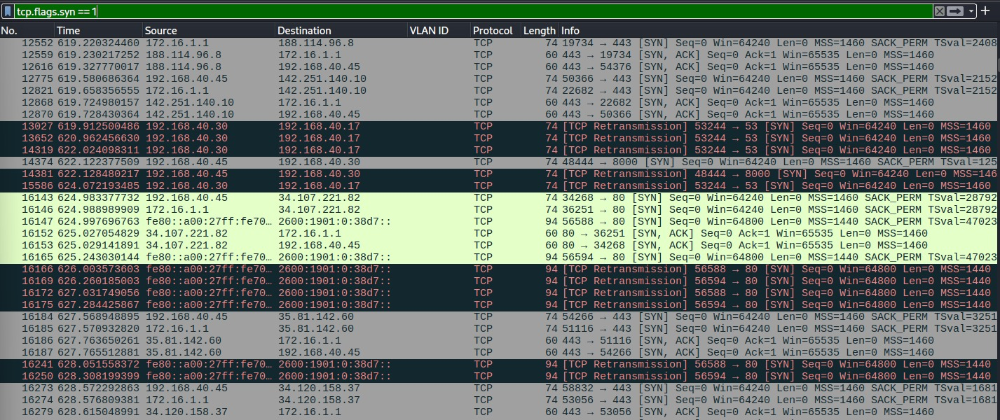 tcp.flags.syn == 1
No. Time Source Destination VLAN ID Protocol Length Info
12552 619.220324460 172.16.1.1 188.114.96.8 TCP 74 19734 → 443 [SYN] Seq=0 Win=64240 Len=0 MSS=1460 SACK_PERM TSval=2408
12559 619.230217252 188.114.96.8 172.16.1.1 TCP 60 443 → 19734 [SYN, ACK] Seq=0 Ack=1 Win=65535 Len=0 MSS=1460
12616 619.327770017 188.114.96.8 192.168.40.45 TCP 60 443 → 54376 [SYN, ACK] Seq=0 Ack=1 Win=65535 Len=0 MSS=1460
12775 619.580686364 192.168.40.45 142.251.140.10 TCP 74 50366 → 443 [SYN] Seq=0 Win=64240 Len=0 MSS=1460 SACK_PERM TSval=2152
12821 619.658356555 172.16.1.1 142.251.140.10 TCP 74 22682 → 443 [SYN] Seq=0 Win=64240 Len=0 MSS=1460 SACK_PERM TSval=2152
12868 619.724980157 142.251.140.10 172.16.1.1 TCP 60 443 → 22682 [SYN, ACK] Seq=0 Ack=1 Win=65535 Len=0 MSS=1460
12870 619.728430364 142.251.140.10 192.168.40.45 TCP 60 443 → 50366 [SYN, ACK] Seq=0 Ack=1 Win=65535 Len=0 MSS=1460
13027 619.912500486 192.168.40.30 192.168.40.17 TCP 74 [TCP Retransmission] 53244 → 53 [SYN] Seq=0 Win=64240 Len=0 MSS=1460
13652 620.962456630 192.168.40.30 192.168.40.17 TCP 74 [TCP Retransmission] 53244 → 53 [SYN] Seq=0 Win=64240 Len=0 MSS=1460
14319 622.024098311 192.168.40.30 192.168.40.17 TCP 74 [TCP Retransmission] 53244 → 53 [SYN] Seq=0 Win=64240 Len=0 MSS=1460
14374 622.122377509 192.168.40.45 192.168.40.30 TCP 74 48444 → 8000 [SYN] Seq=0 Win=64240 Len=0 MSS=1460 SACK_PERM TSval=125
14381 622.128480217 192.168.40.45 192.168.40.30 TCP 74 [TCP Retransmission] 48444 → 8000 [SYN] Seq=0 Win=64240 Len=0 MSS=146
15586 624.072193485 192.168.40.30 192.168.40.17 TCP 74 [TCP Retransmission] 53244 → 53 [SYN] Seq=0 Win=64240 Len=0 MSS=1460
16143 624.983377732 192.168.40.45 34.107.221.82 TCP 74 34268 → 80 [SYN] Seq=0 Win=64240 Len=0 MSS=1460 SACK_PERM TSval=28792
16146 624.988989909 172.16.1.1 34.107.221.82 TCP 74 36251 → 80 [SYN] Seq=0 Win=64240 Len=0 MSS=1460 SACK_PERM TSval=28792
16147 624.997696763 fe80::a00:27ff:fe70… 2600:1901:0:38d7:: TCP 94 56588 → 80 [SYN] Seq=0 Win=64800 Len=0 MSS=1440 SACK_PERM TSval=47023
16152 625.027054829 34.107.221.82 172.16.1.1 TCP 60 80 → 36251 [SYN, ACK] Seq=0 Ack=1 Win=65535 Len=0 MSS=1460
16153 625.029141891 34.107.221.82 192.168.40.45 TCP 60 80 → 34268 [SYN, ACK] Seq=0 Ack=1 Win=65535 Len=0 MSS=1460
16165 625.243030144 fe80::a00:27ff:fe70… 2600:1901:0:38d7:: TCP 94 56594 → 80 [SYN] Seq=0 Win=64800 Len=0 MSS=1440 SACK_PERM TSval=47023
16166 626.003573603 fe80::a00:27ff:fe70… 2600:1901:0:38d7:: TCP 94 [TCP Retransmission] 56588 → 80 [SYN] Seq=0 Win=64800 Len=0 MSS=1440
16169 626.260185003 fe80::a00:27ff:fe70… 2600:1901:0:38d7:: TCP 94 [TCP Retransmission] 56594 → 80 [SYN] Seq=0 Win=64800 Len=0 MSS=1440
16172 627.031749056 fe80::a00:27ff:fe70… 2600:1901:0:38d7:: TCP 94 [TCP Retransmission] 56588 → 80 [SYN] Seq=0 Win=64800 Len=0 MSS=1440
16175 627.284425867 fe80::a00:27ff:fe70… 2600:1901:0:38d7:: TCP 94 [TCP Retransmission] 56594 → 80 [SYN] Seq=0 Win=64800 Len=0 MSS=1440
16184 627.568948895 192.168.40.45 35.81.142.60 TCP 74 54266 → 443 [SYN] Seq=0 Win=64240 Len=0 MSS=1460 SACK_PERM TSval=3251
16185 627.570932820 172.16.1.1 35.81.142.60 TCP 74 51116 → 443 [SYN] Seq=0 Win=64240 Len=0 MSS=1460 SACK_PERM TSval=3251
16186 627.763650261 35.81.142.60 172.16.1.1 TCP 60 443 → 51116 [SYN, ACK] Seq=0 Ack=1 Win=65535 Len=0 MSS=1460
16187 627.765512881 35.81.142.60 192.168.40.45 TCP 60 443 → 54266 [SYN, ACK] Seq=0 Ack=1 Win=65535 Len=0 MSS=1460
16241 628.051558372 fe80::a00:27ff:fe70… 2600:1901:0:38d7:: TCP 94 [TCP Retransmission] 56588 → 80 [SYN] Seq=0 Win=64800 Len=0 MSS=1440
16250 628.308199399 fe80::a00:27ff:fe70… 2600:1901:0:38d7:: TCP 94 [TCP Retransmission] 56594 → 80 [SYN] Seq=0 Win=64800 Len=0 MSS=1440
16273 628.572292863 192.168.40.45 34.120.158.37 TCP 74 58832 → 443 [SYN] Seq=0 Win=64240 Len=0 MSS=1460 SACK_PERM TSval=1681
16274 628.576809381 172.16.1.1 34.120.158.37 TCP 74 53056 → 443 [SYN] Seq=0 Win=64240 Len=0 MSS=1460 SACK_PERM TSval=1681
16279 628.615048991 34.120.158.37 172.16.1.1 TCP 60 443 → 53056 [SYN, ACK] Seq=0 Ack=1 Win=65535 Len=0 MSS=1460